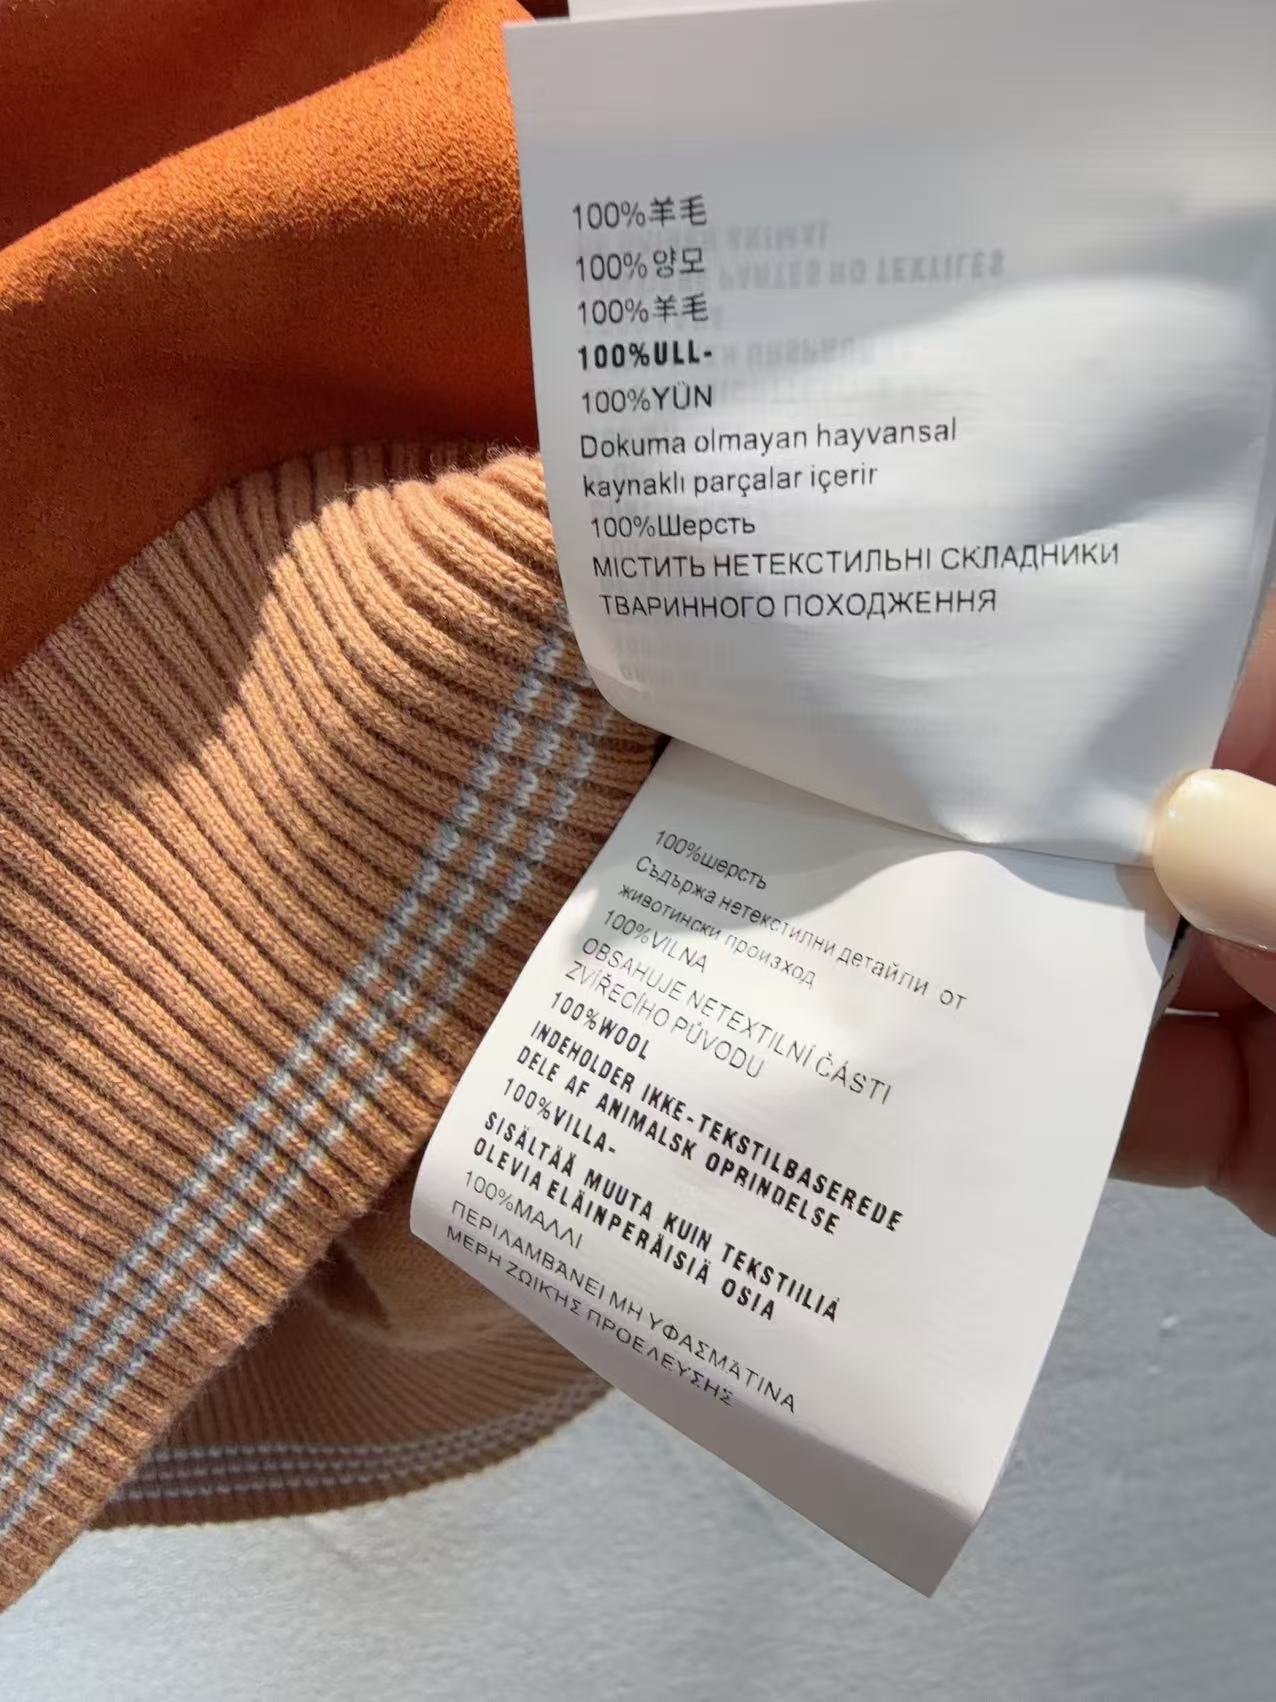 100%羊毛
100%양모
100%羊毛
100%ULL-
100%YÜN
Dokuma olmayan hayvansal
kaynaklı parçalar içerir
100%Шерсть
МІСТИТЬ НЕТЕКСТИЛЬНІ СКЛАДНИКИ
ТВАРИННОГО ПОХОДЖЕННЯ
100%шерсть
Съдържа нетекстилни детайли от
животински произход
100%VILNA
OBSAHUJE NETEXTILNÍ ČÁSTI
ZVÍŘECÍHO PŮVODU
100%WOOL
INDEHOLDER IKKE-TEKSTILBASEREDE
DELE AF ANIMALSK OPRINDELSE
100%VILLA-
SISÄLTÄÄ MUUTA KUIN TEKSTIILIÄ
OLEVIA ELÄINPERÄISIÄ OSIA
100%ΜΑΛΛΙ
ΠΕΡΙΛΑΜΒΑΝΕΙ ΜΗ ΥΦΑΣΜΑΤΙΝΑ
ΜΕΡΗ ΖΩΙΚΗΣ ΠΡΟΕΛΕΥΣΗΣ